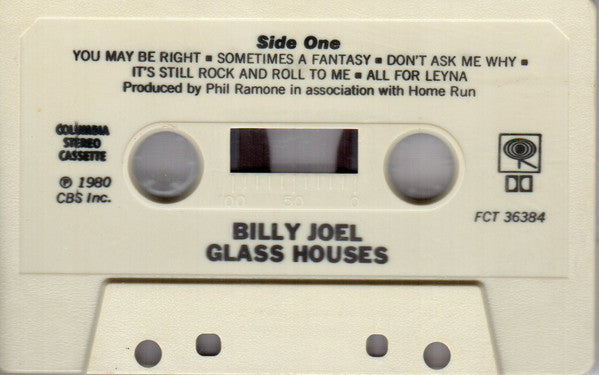 Side One
YOU MAY BE RIGHT ■ SOMETIMES A FANTASY ■ DON'T ASK ME WHY ■
IT'S STILL ROCK AND ROLL TO ME ■ ALL FOR LEYNA
Produced by Phil Ramone in association with Home Run
COLUMBIA
STEREO
CASSETTE
℗ 1980
CBS Inc.
00 50 0
FCT 36384
BILLY JOEL
GLASS HOUSES